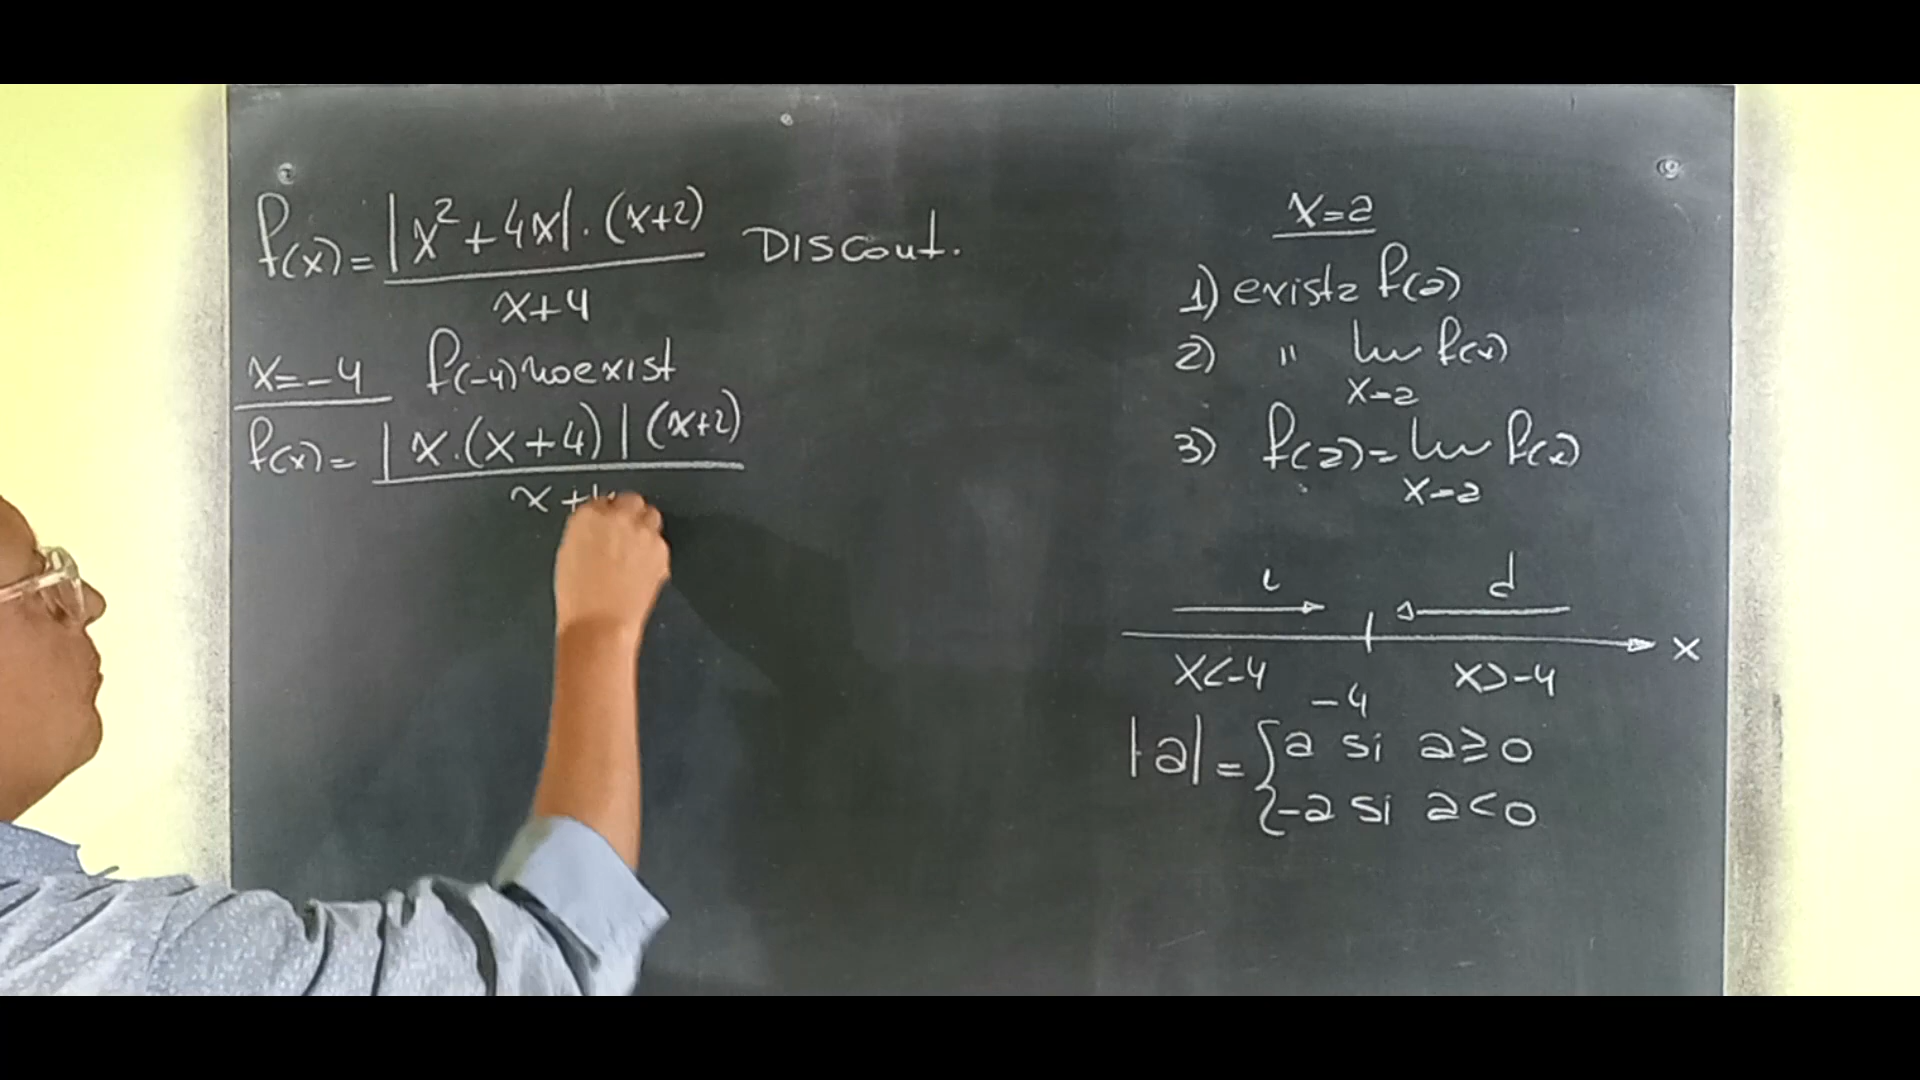 f(x) = |x² + 4x| · (x+2) / x+4 DISCont.
x = -4 f(-4) no exist
f(x) = |x·(x+4)| (x+2) / x+4
x=a
1) existe f(a)
2) " lim f(x) x→a
3) f(a) = lim f(x) x→a
i d
x<-4 -4 x>-4 x
|a| = { a si a≥0
{ -a si a<0